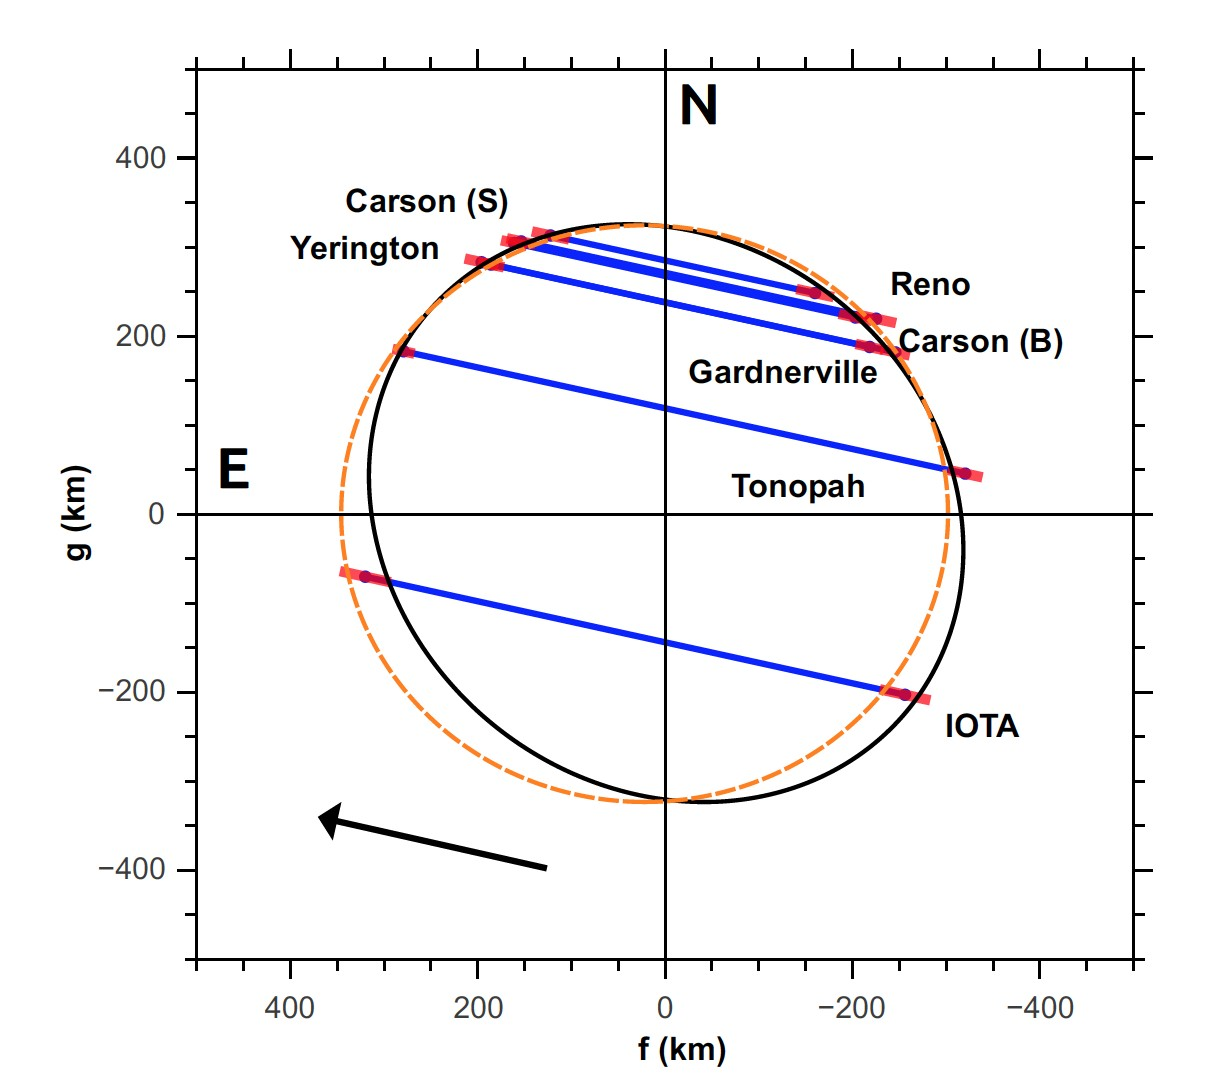 N
400
Carson (S)
Yerington
Reno
200
Carson (B)
Gardnerville
E
Tonopah
0
g (km)
−200
IOTA
−400
400 200 0 −200 −400
f (km)